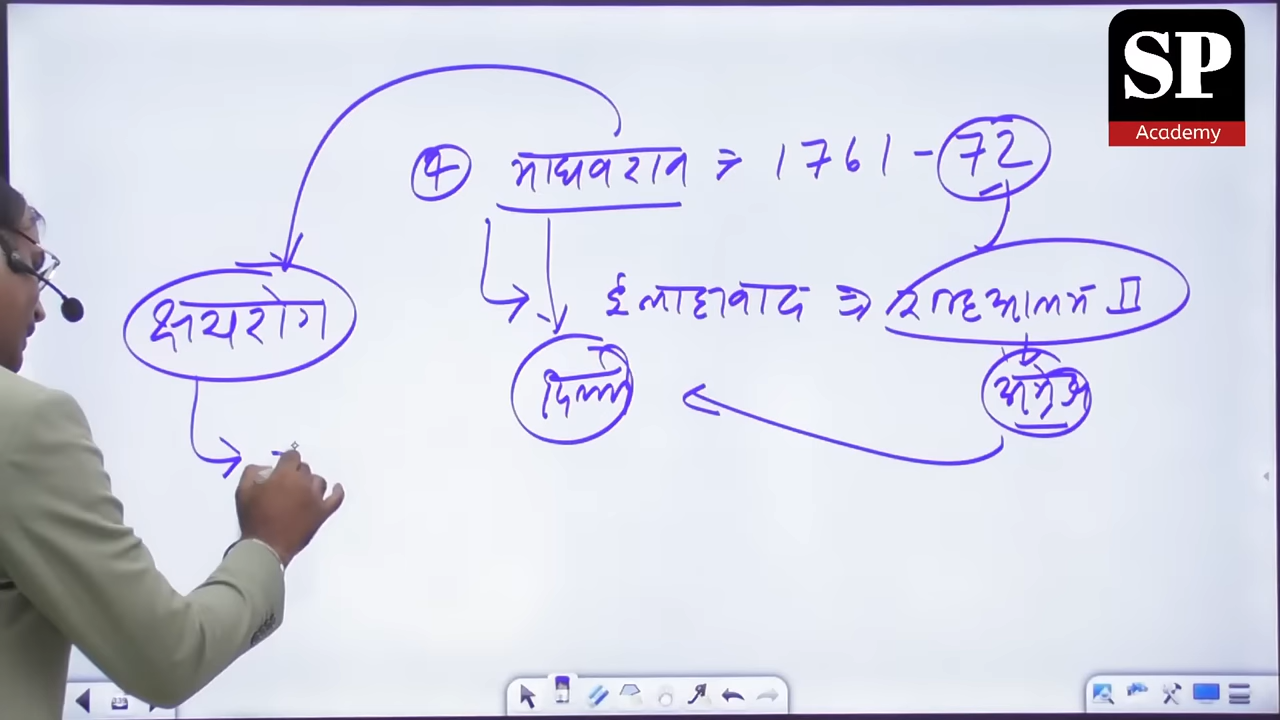 SP
Academy
④ माधवराव ⇒ 1761 - 72
इलाहावाद ⇒ शाहआलम II
क्षयरोग
दिल्ली
अंग्रेज